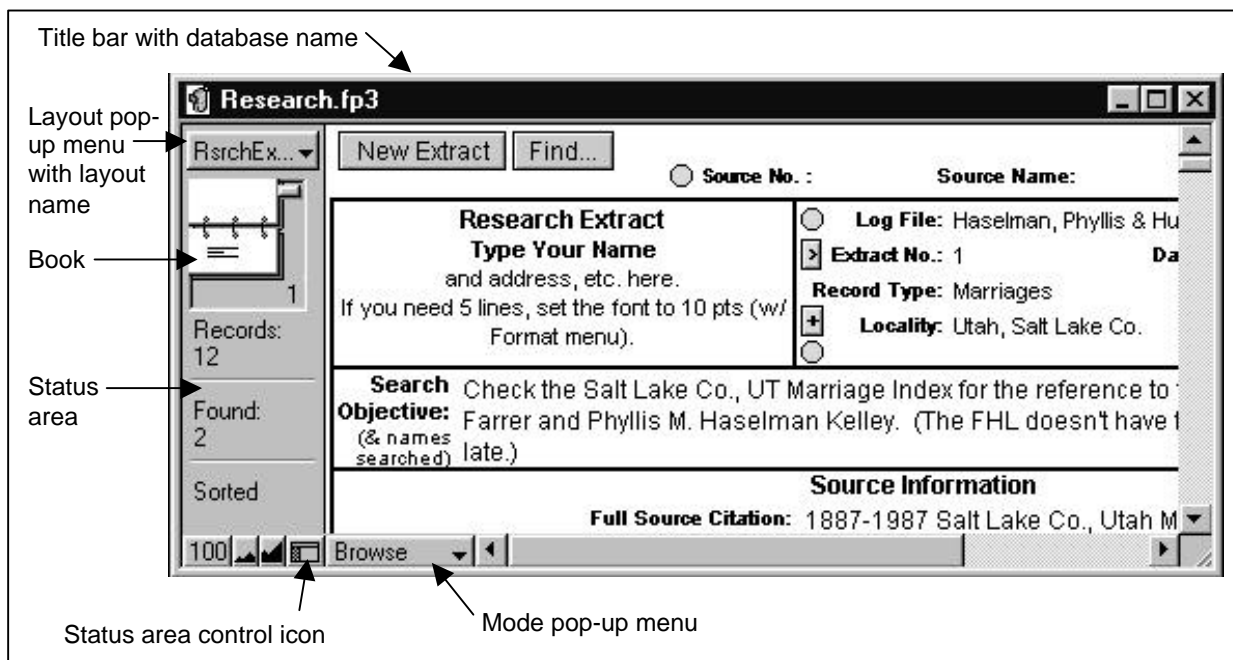 Title bar with database name
Research.fp3
Layout pop-
up menu
with layout
name
RsrchEx...
New Extract
Find...
Source No. :
Source Name:
Research Extract
Type Your Name
and address, etc. here.
If you need 5 lines, set the font to 10 pts (w/
Format menu).
Log File: Haselman, Phyllis & Hu
> Extract No.: 1 Da
Record Type: Marriages
+ Locality: Utah, Salt Lake Co.
Book
1
Records:
12
Status
area
Found:
2
Sorted
Search
Objective:
(& names
searched)
Check the Salt Lake Co., UT Marriage Index for the reference to
Farrer and Phyllis M. Haselman Kelley. (The FHL doesn't have
late.)
Source Information
Full Source Citation: 1887-1987 Salt Lake Co., Utah M
100
Browse
Status area control icon
Mode pop-up menu